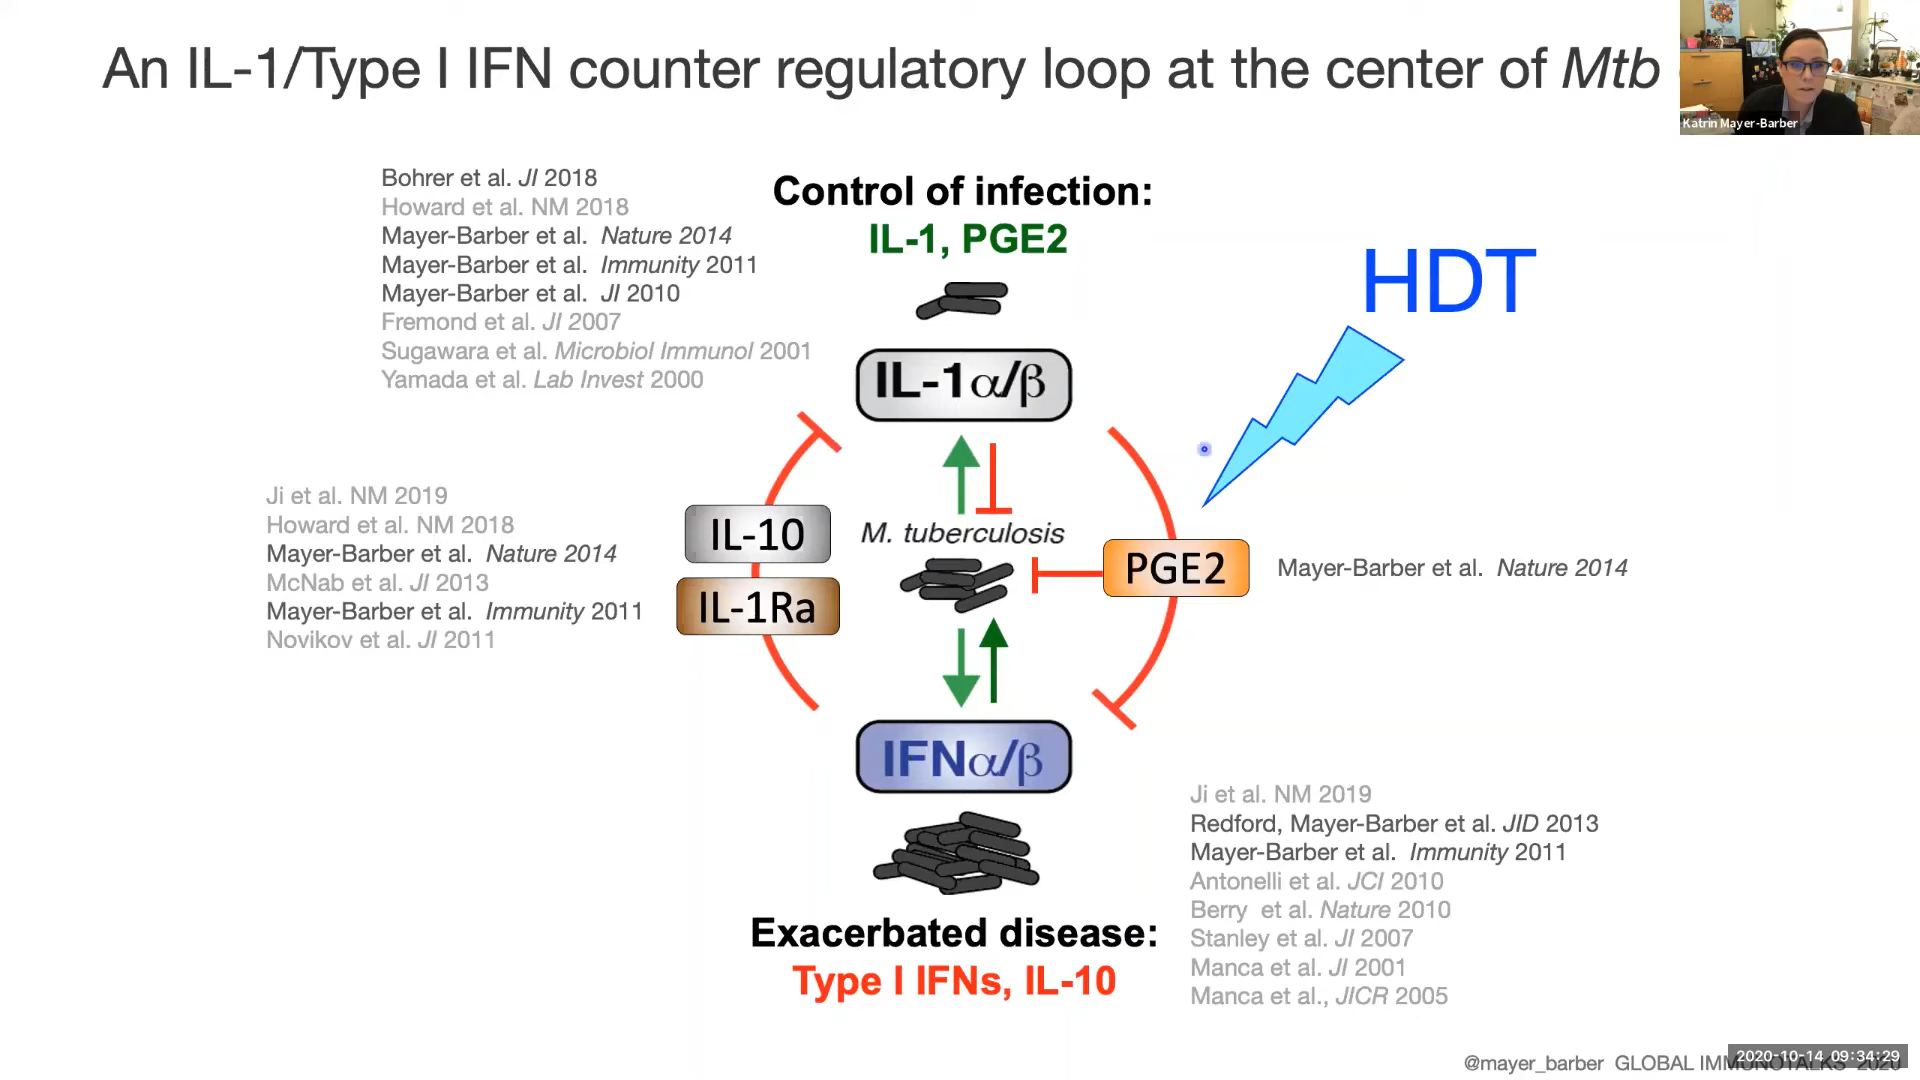 An IL-1/Type I IFN counter regulatory loop at the center of Mtb
Katrin Mayer-Barber
Bohrer et al. JI 2018
Howard et al. NM 2018
Mayer-Barber et al. Nature 2014
Mayer-Barber et al. Immunity 2011
Mayer-Barber et al. JI 2010
Fremond et al. JI 2007
Sugawara et al. Microbiol Immunol 2001
Yamada et al. Lab Invest 2000
Control of infection:
IL-1, PGE2
HDT
IL-1α/β
Ji et al. NM 2019
Howard et al. NM 2018
Mayer-Barber et al. Nature 2014
McNab et al. JI 2013
Mayer-Barber et al. Immunity 2011
Novikov et al. JI 2011
IL-10
IL-1Ra
M. tuberculosis
PGE2
Mayer-Barber et al. Nature 2014
IFNα/β
Exacerbated disease:
Type I IFNs, IL-10
Ji et al. NM 2019
Redford, Mayer-Barber et al. JID 2013
Mayer-Barber et al. Immunity 2011
Antonelli et al. JCI 2010
Berry et al. Nature 2010
Stanley et al. JI 2007
Manca et al. JI 2001
Manca et al., JICR 2005
@mayer_barber GLOBAL IMMUNOTALKS 2020
2020-10-14 09:34:29